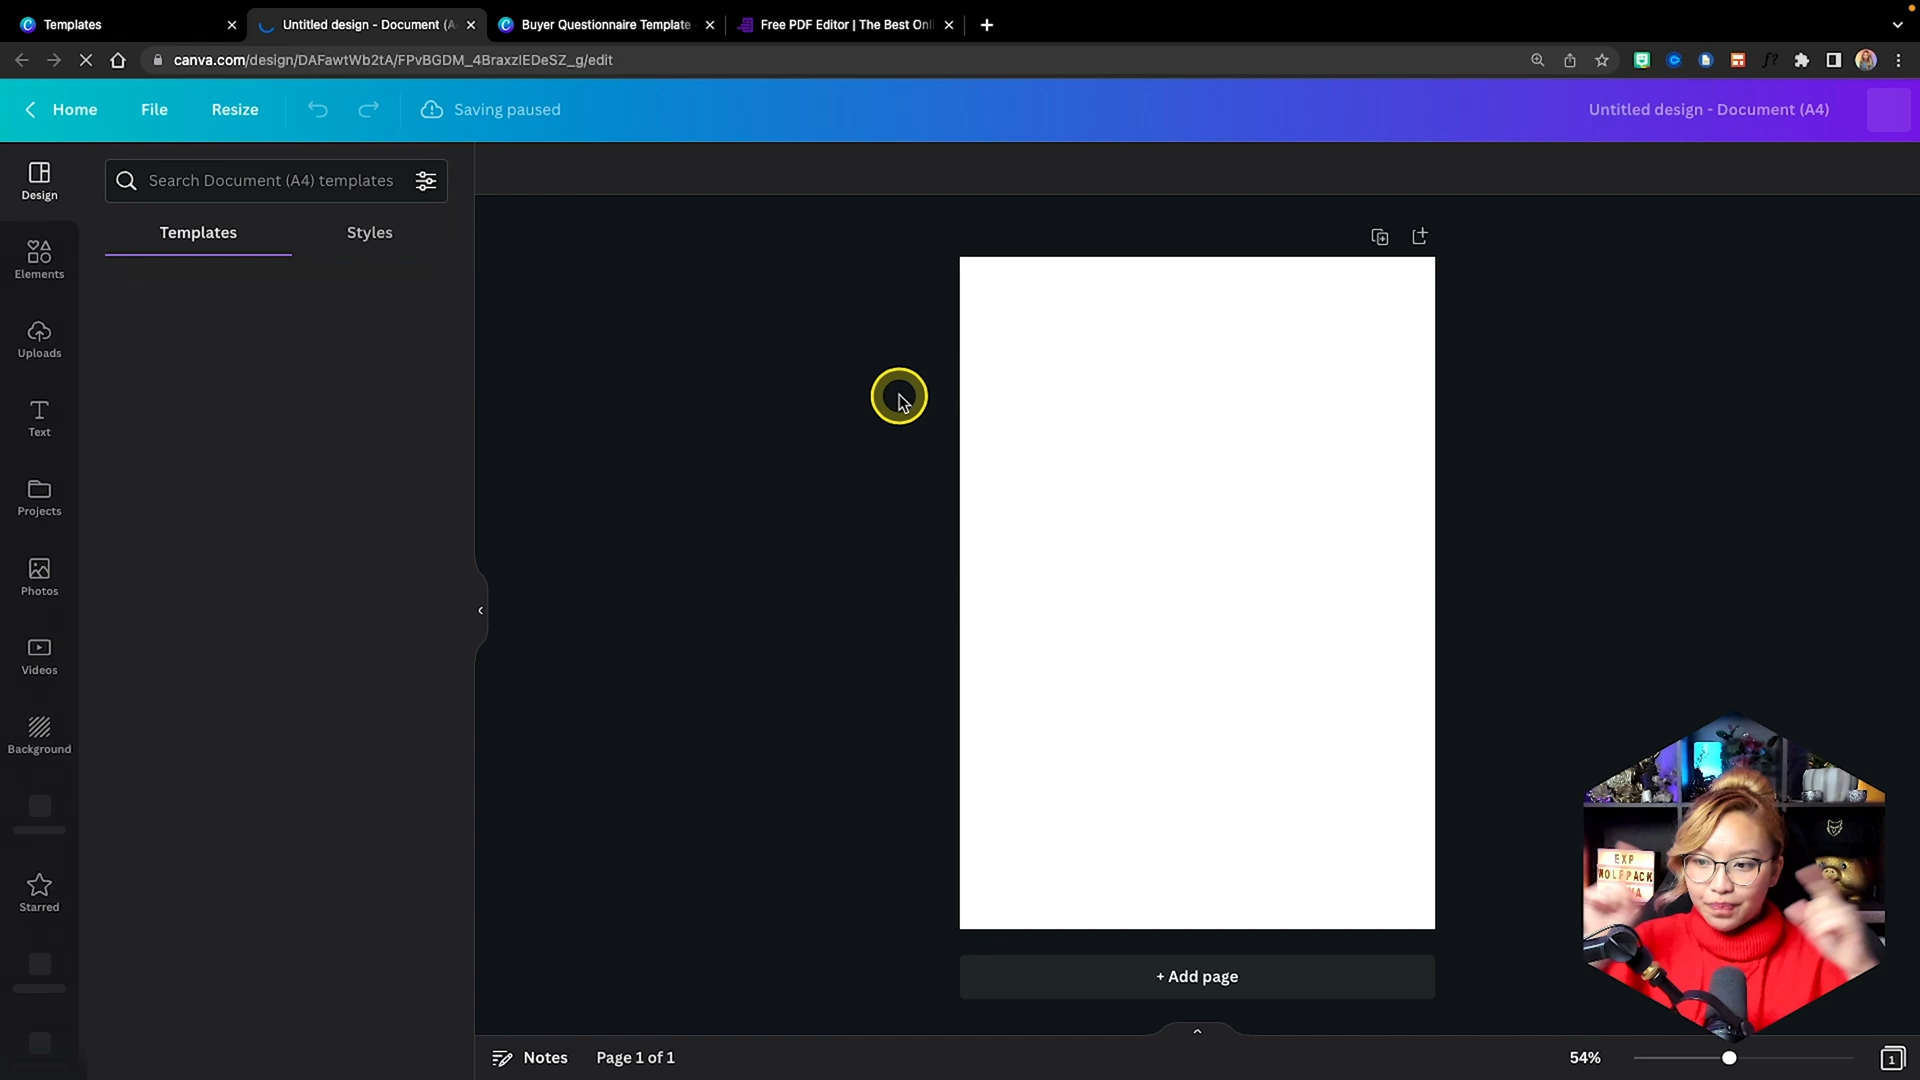 Templates
Untitled design - Document (A
Buyer Questionnaire Template
Free PDF Editor | The Best Onl
canva.com/design/DAFawtWb2tA/FPvBGDM_4BraxzIEDeSZ_g/edit
Home
File
Resize
Saving paused
Untitled design - Document (A4)
Design
Search Document (A4) templates
Templates
Styles
Elements
Uploads
Text
Projects
Photos
Videos
Background
Starred
EXP
WOLFPACK
+ Add page
Notes
Page 1 of 1
54%
1